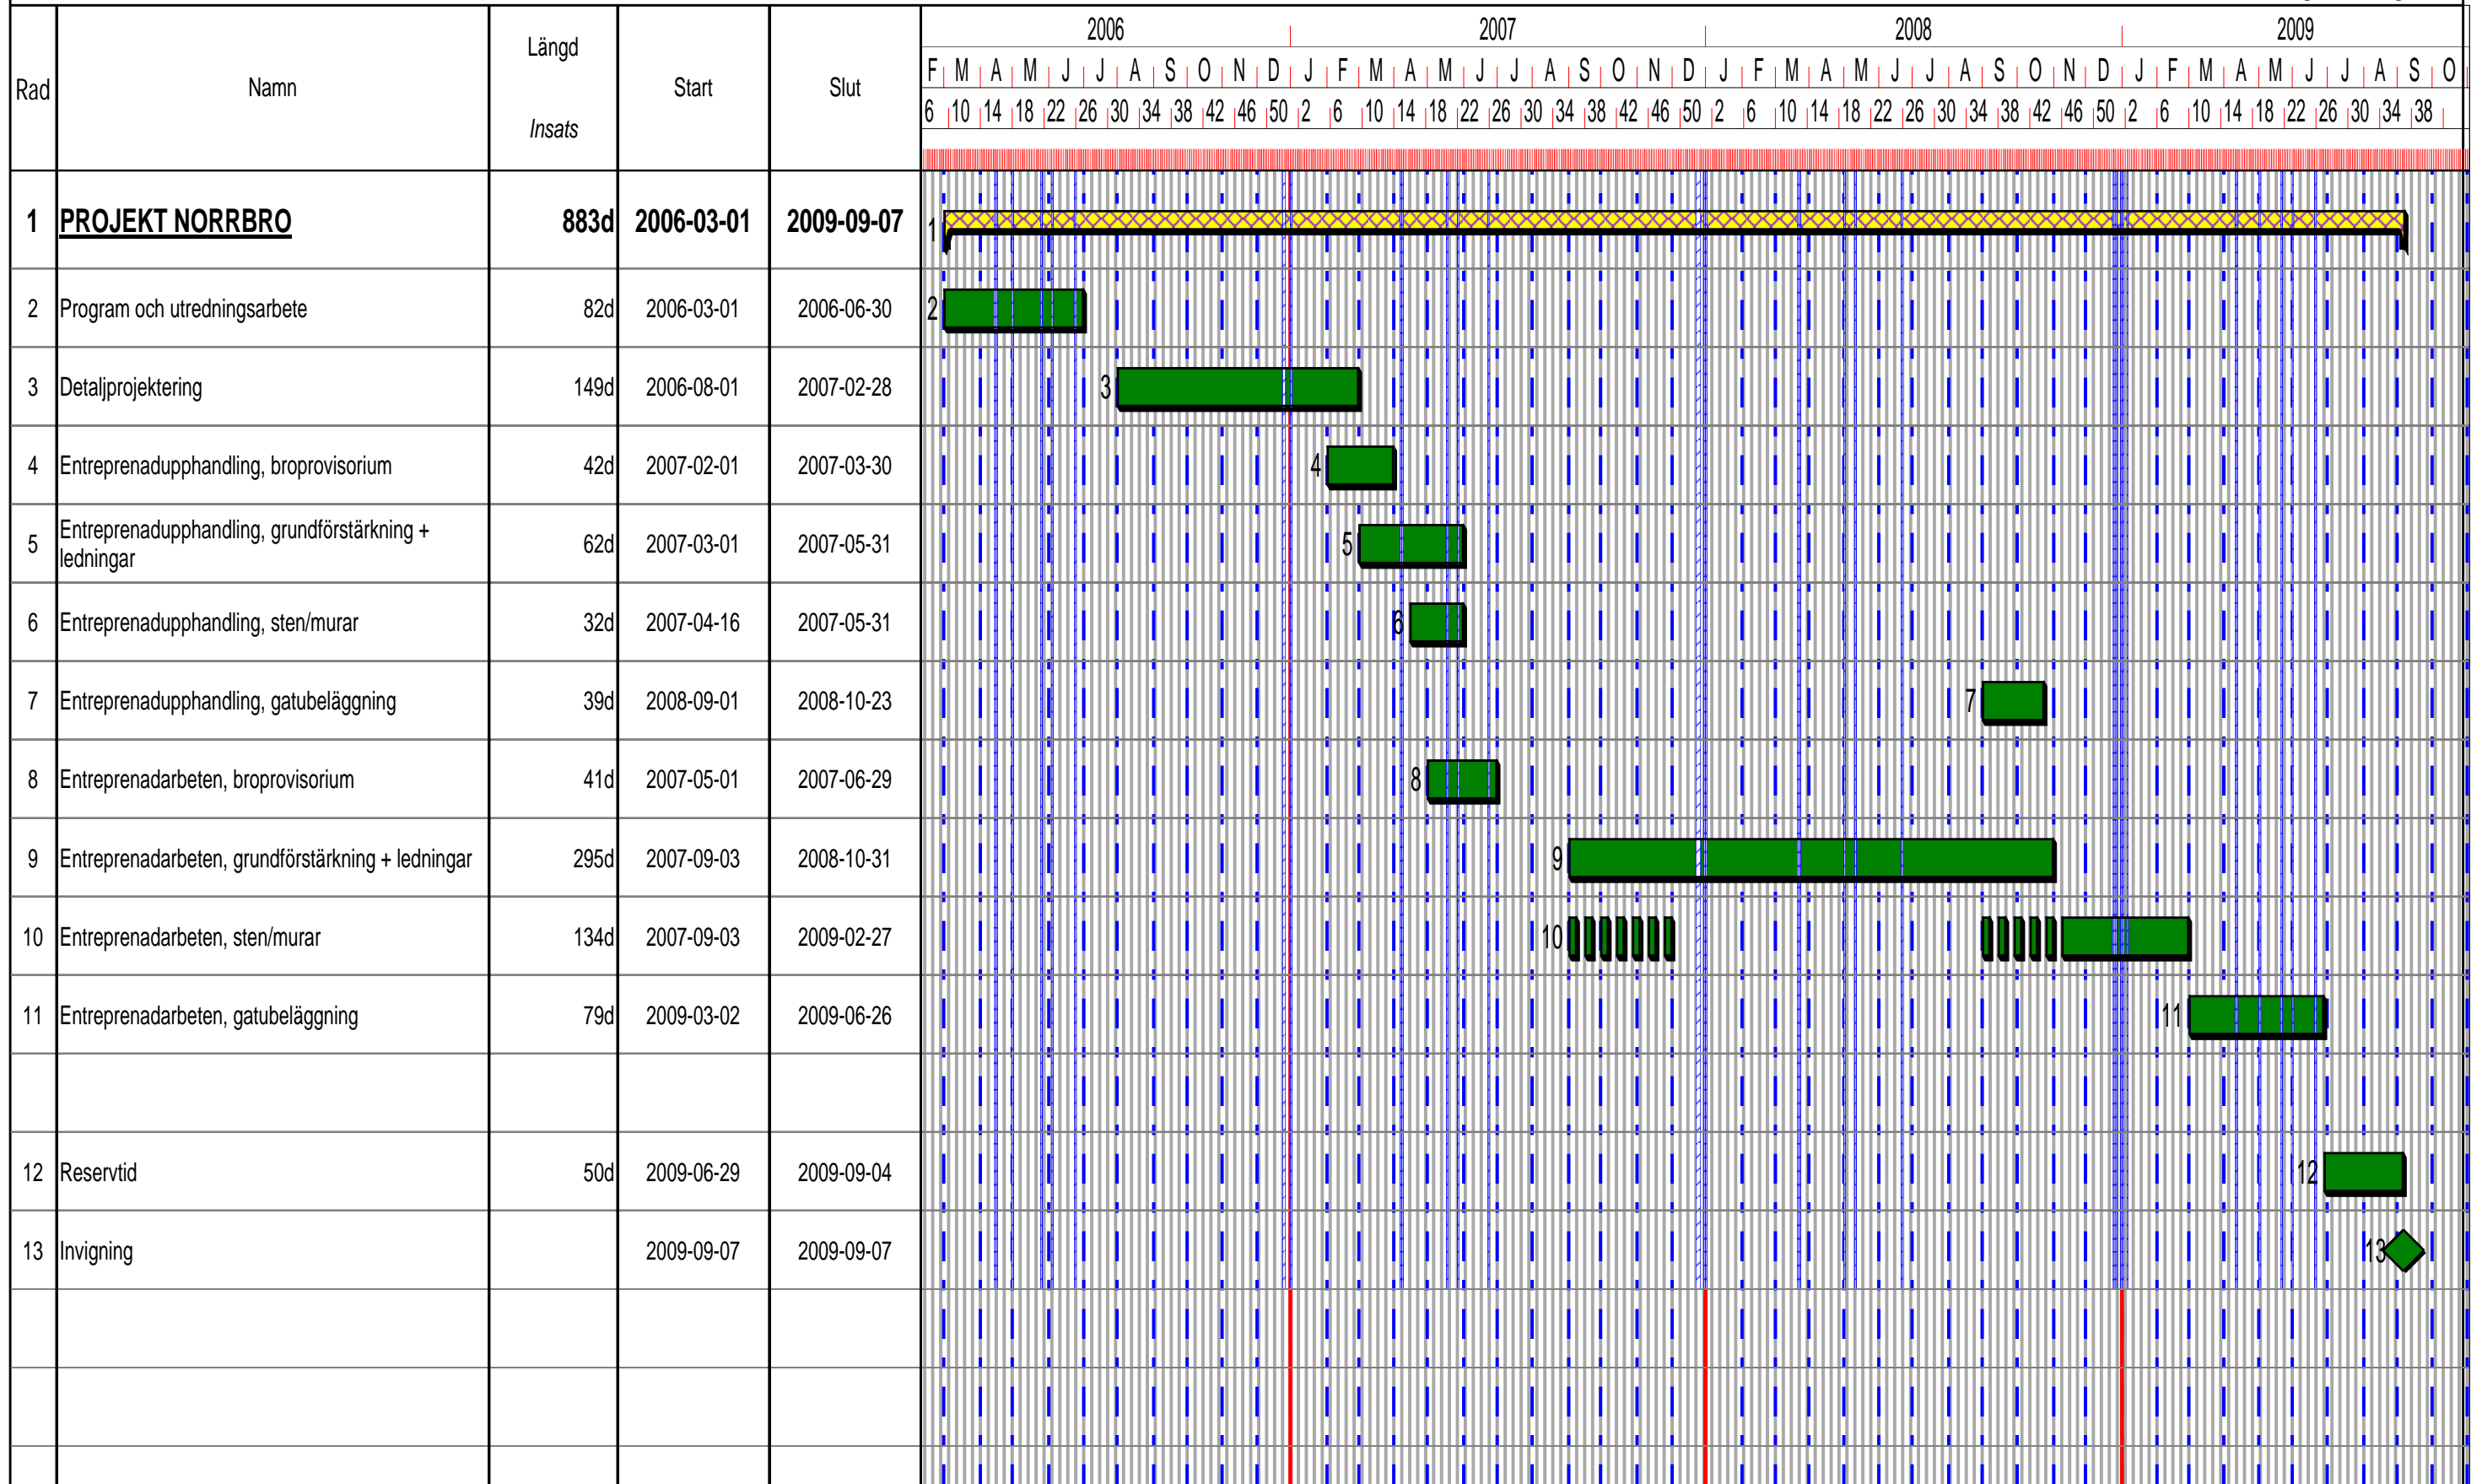 2006 2007 2008 2009
Längd
F M A M J J A S O N D J F M A M J J A S O N D J F M A M J J A S O N D J F M A M J J A S O
Rad Namn Start Slut
6 10 14 18 22 26 30 34 38 42 46 50 2 6 10 14 18 22 26 30 34 38 42 46 50 2 6 10 14 18 22 26 30 34 38 42 46 50 2 6 10 14 18 22 26 30 34 38
Insats
1 PROJEKT NORRBRO 883d 2006-03-01 2009-09-07 1
2 Program och utredningsarbete 82d 2006-03-01 2006-06-30 2
3 Detaljprojektering 149d 2006-08-01 2007-02-28 3
4 Entreprenadupphandling, broprovisorium 42d 2007-02-01 2007-03-30 4
Entreprenadupphandling, grundförstärkning +
5 ledningar 62d 2007-03-01 2007-05-31 5
6 Entreprenadupphandling, sten/murar 32d 2007-04-16 2007-05-31 6
7 Entreprenadupphandling, gatubeläggning 39d 2008-09-01 2008-10-23 7
8 Entreprenadarbeten, broprovisorium 41d 2007-05-01 2007-06-29 8
9 Entreprenadarbeten, grundförstärkning + ledningar 295d 2007-09-03 2008-10-31 9
10 Entreprenadarbeten, sten/murar 134d 2007-09-03 2009-02-27 10
11 Entreprenadarbeten, gatubeläggning 79d 2009-03-02 2009-06-26 11
12 Reservtid 50d 2009-06-29 2009-09-04 12
13 Invigning 2009-09-07 2009-09-07 13